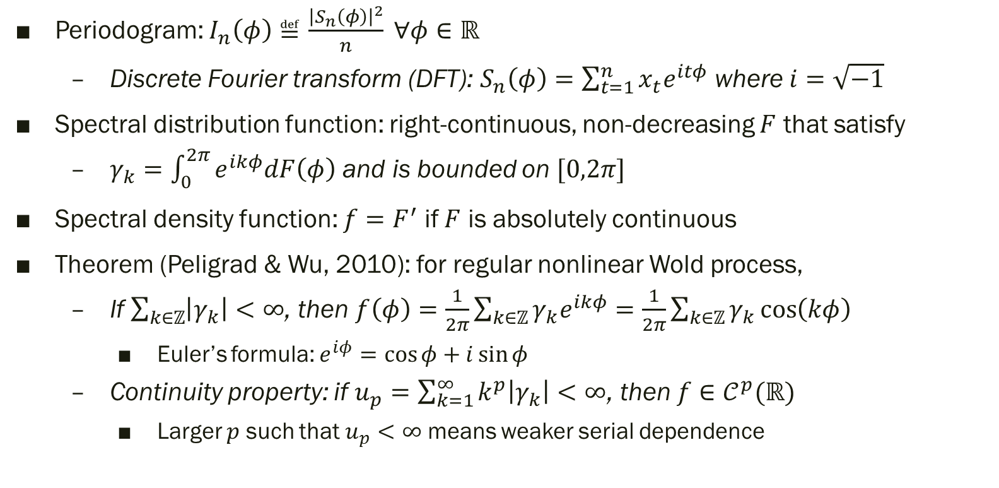 ■ Periodogram: $I_n(\phi) \overset{\text{def}}{=} \frac{|S_n(\phi)|^2}{n} \ \forall \phi \in \mathbb{R}$
– Discrete Fourier transform (DFT): $S_n(\phi) = \sum_{t=1}^{n} x_t e^{it\phi}$ where $i = \sqrt{-1}$
■ Spectral distribution function: right-continuous, non-decreasing $F$ that satisfy
– $\gamma_k = \int_0^{2\pi} e^{ik\phi} dF(\phi)$ and is bounded on $[0,2\pi]$
■ Spectral density function: $f = F'$ if $F$ is absolutely continuous
■ Theorem (Peligrad & Wu, 2010): for regular nonlinear Wold process,
– If $\sum_{k\in\mathbb{Z}} |\gamma_k| < \infty$, then $f(\phi) = \frac{1}{2\pi} \sum_{k\in\mathbb{Z}} \gamma_k e^{ik\phi} = \frac{1}{2\pi} \sum_{k\in\mathbb{Z}} \gamma_k \cos(k\phi)$
■ Euler's formula: $e^{i\phi} = \cos\phi + i\sin\phi$
– Continuity property: if $u_p = \sum_{k=1}^{\infty} k^p |\gamma_k| < \infty$, then $f \in \mathcal{C}^p(\mathbb{R})$
■ Larger $p$ such that $u_p < \infty$ means weaker serial dependence